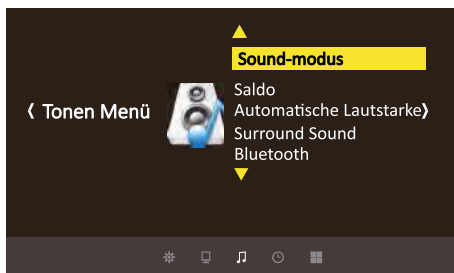 Sound-modus
Tonen Menü
Saldo
Automatische Lautstarke
Surround Sound
Bluetooth